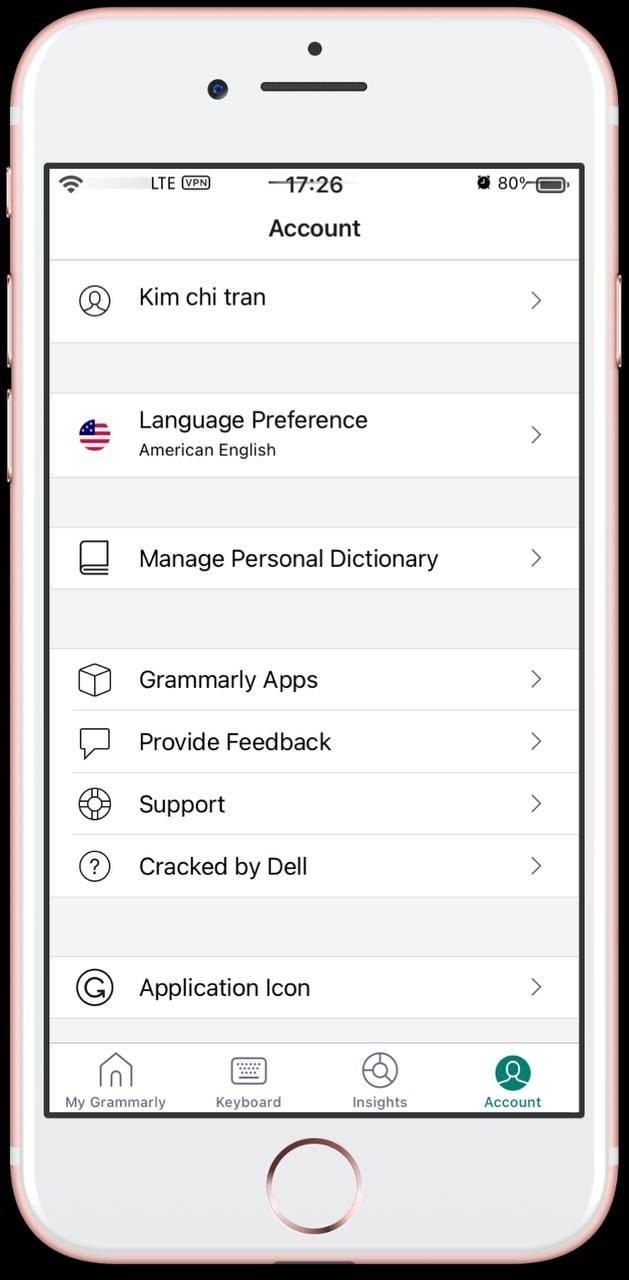 LTE VPN 17:26 80%
Account
Kim chi tran
Language Preference
American English
Manage Personal Dictionary
Grammarly Apps
Provide Feedback
Support
? Cracked by Dell
G Application Icon
My Grammarly Keyboard Insights Account